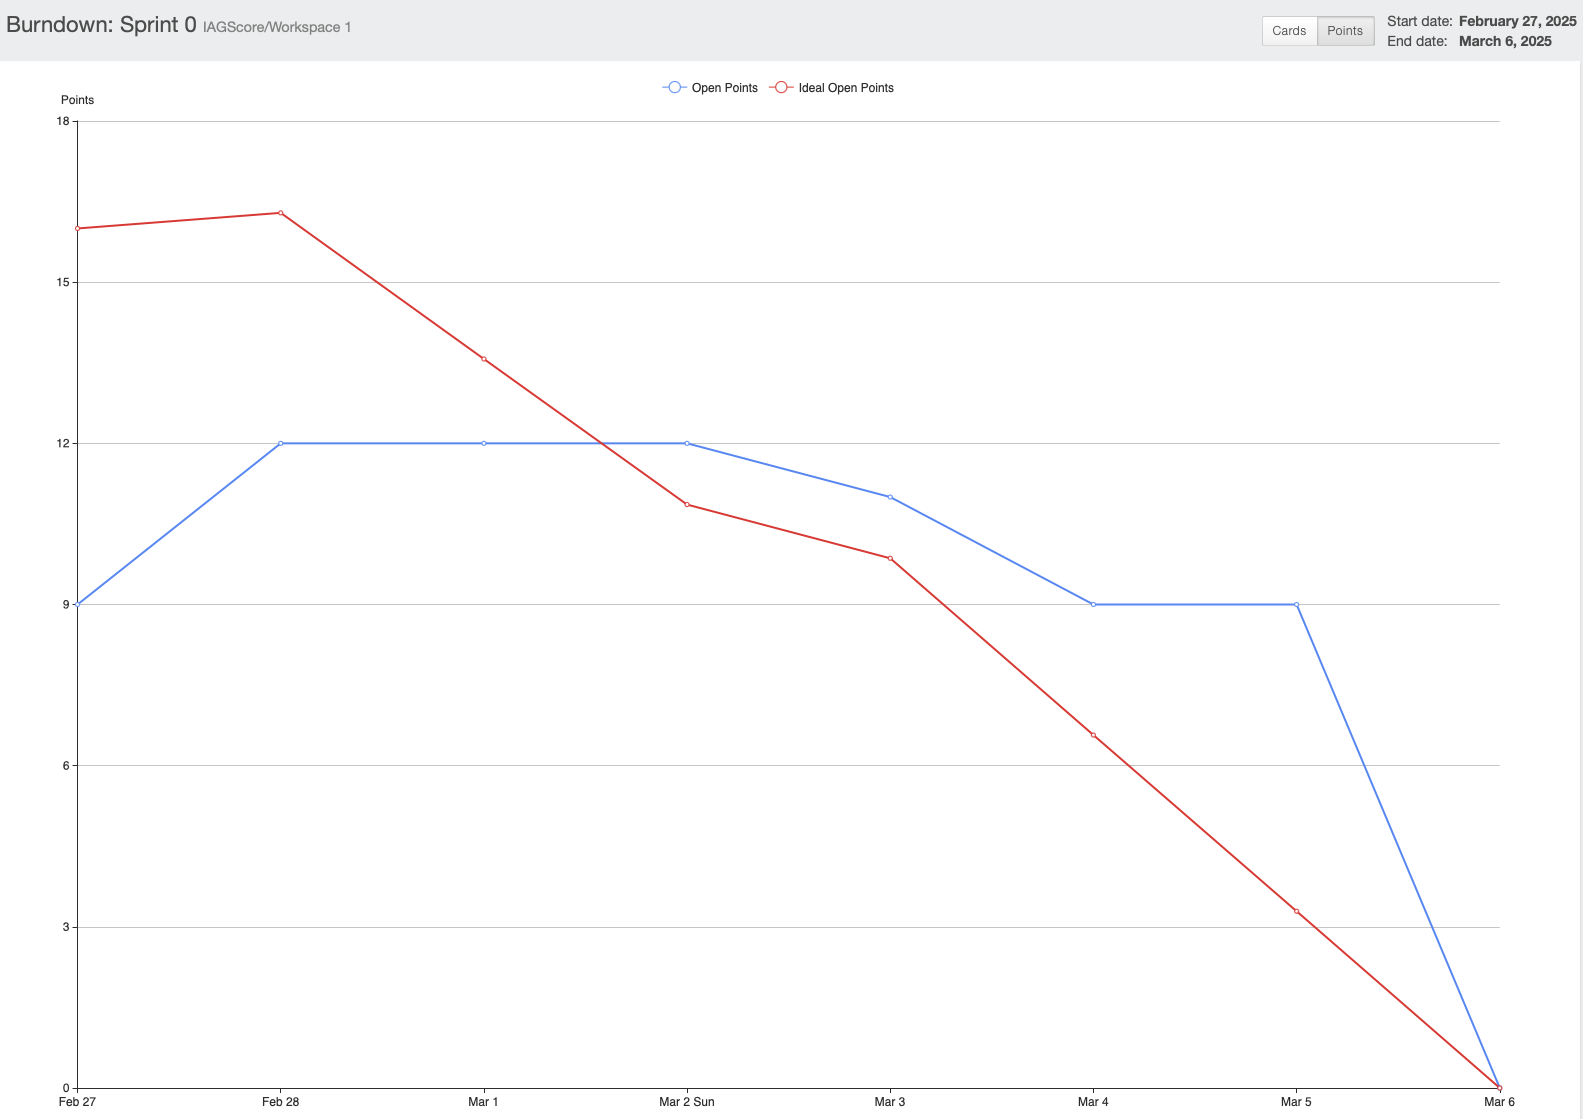 Burndown: Sprint 0 IAGScore/Workspace 1
Cards Points
Start date: February 27, 2025
End date: March 6, 2025
Open Points Ideal Open Points
Points
18
15
12
9
6
3
0
Feb 27 Feb 28 Mar 1 Mar 2 Sun Mar 3 Mar 4 Mar 5 Mar 6